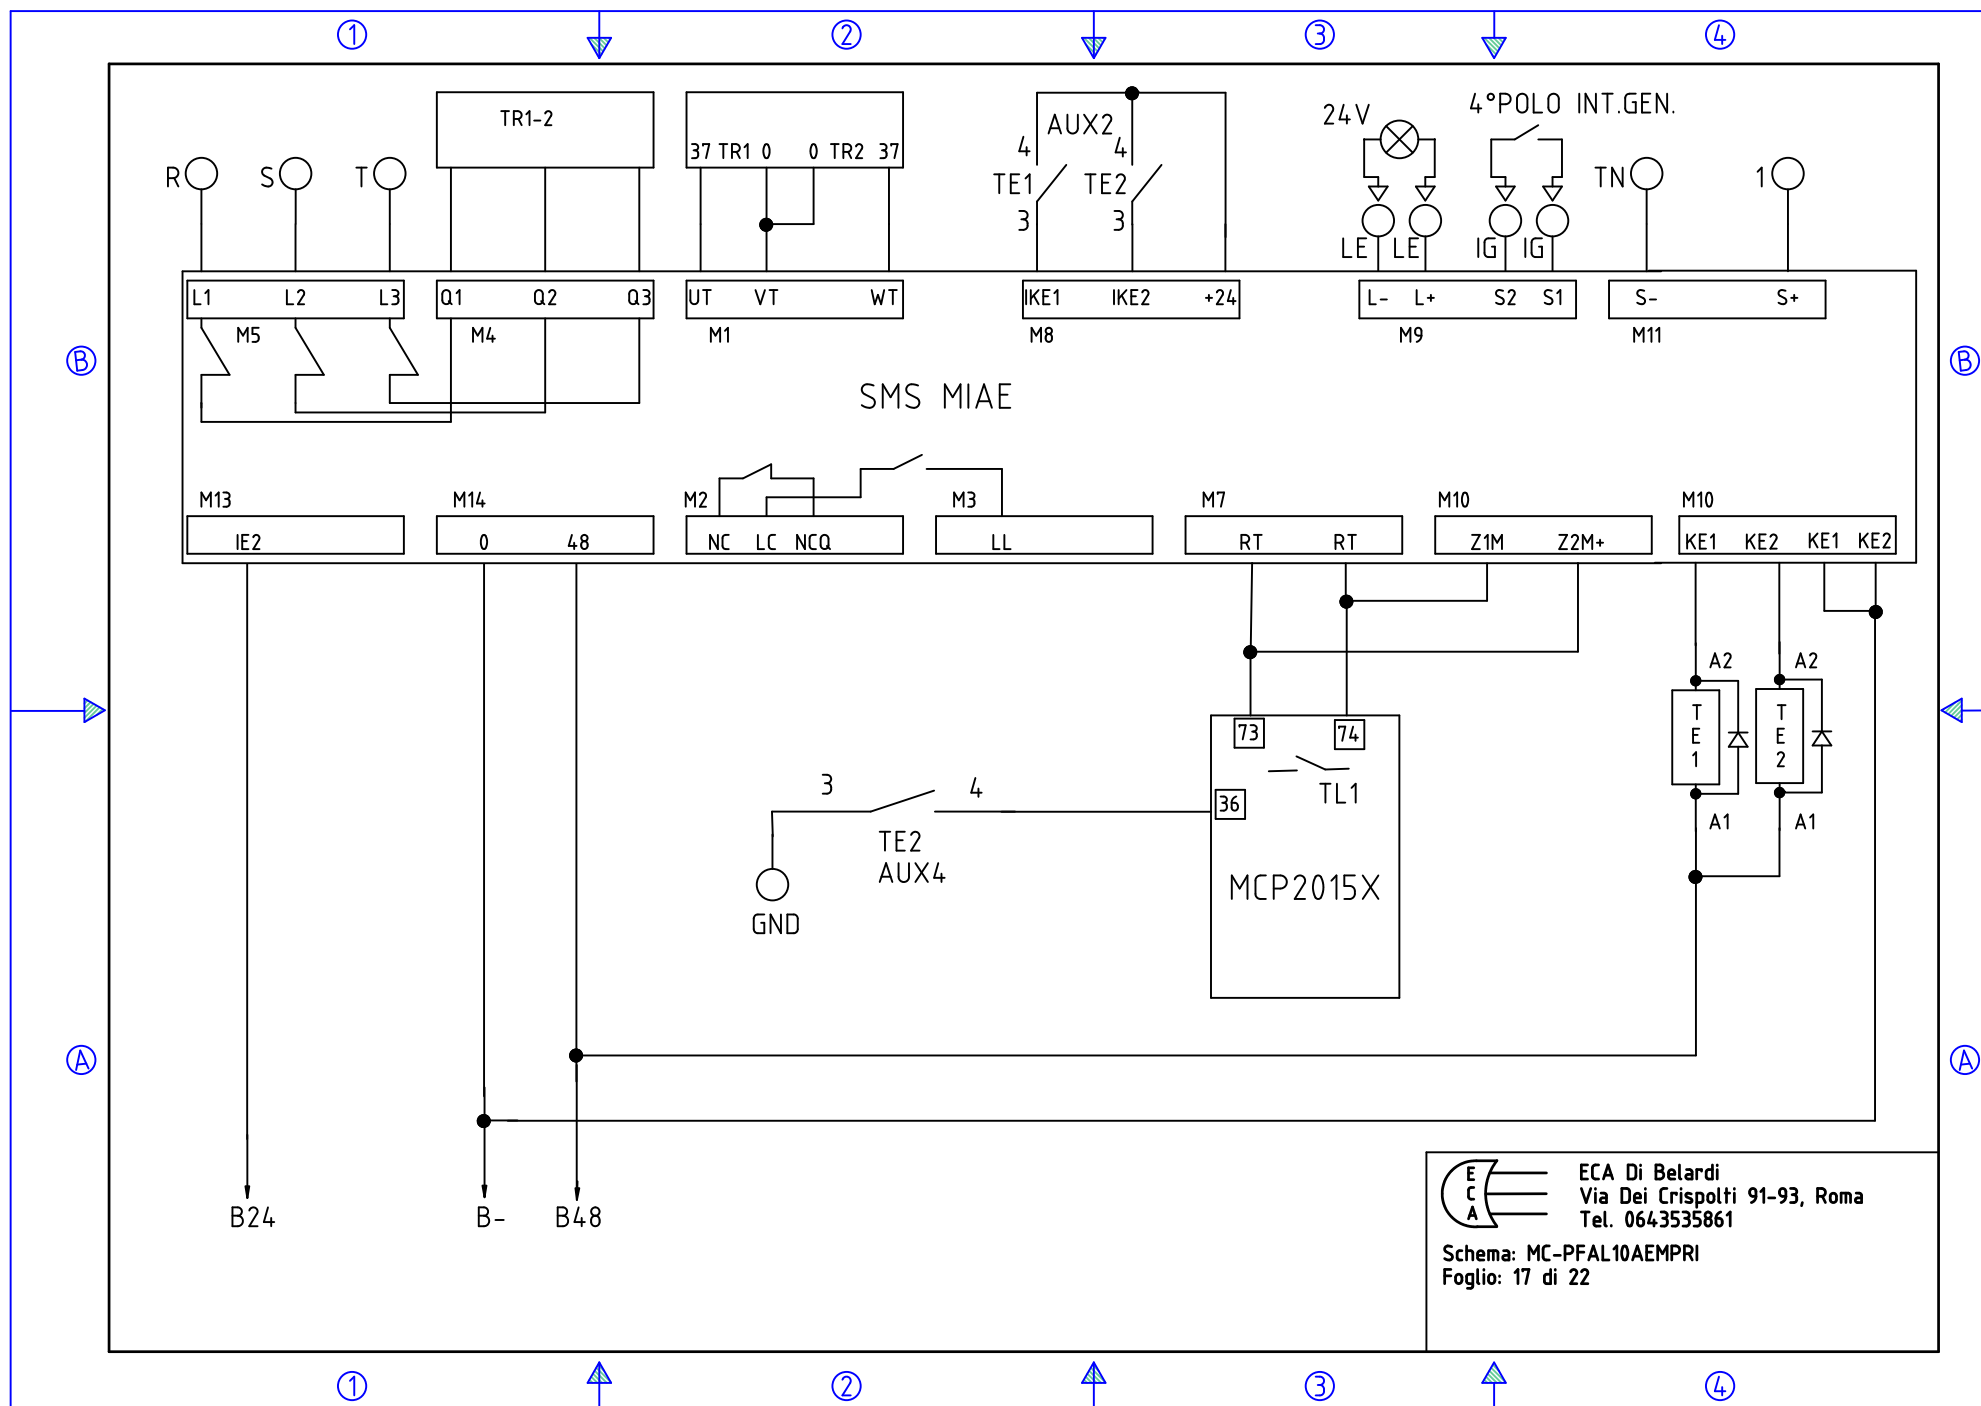 1 2 3 4
TR1-2
37 TR1 0 0 TR2 37
AUX2
4 4
TE1 TE2
3 3
24V
4°POLO INT.GEN.
R S T
LE LE IG IG
TN 1
L1 L2 L3 Q1 Q2 Q3 UT VT WT IKE1 IKE2 +24 L- L+ S2 S1 S- S+
M5 M4 M1 M8 M9 M11
B B
SMS MIAE
M13 M14 M2 M3 M7 M10 M10
IE2 0 48 NC LC NCQ LL RT RT Z1M Z2M+ KE1 KE2 KE1 KE2
A2 A2
TE1 TE2
73 74
TL1
3 4
36
TE2
AUX4
A1 A1
MCP2015X
GND
A A
B24 B- B48
ECA
ECA Di Belardi
Via Dei Crispolti 91-93, Roma
Tel. 0643535861
Schema: MC-PFAL10AEMPRI
Foglio: 17 di 22
1 2 3 4